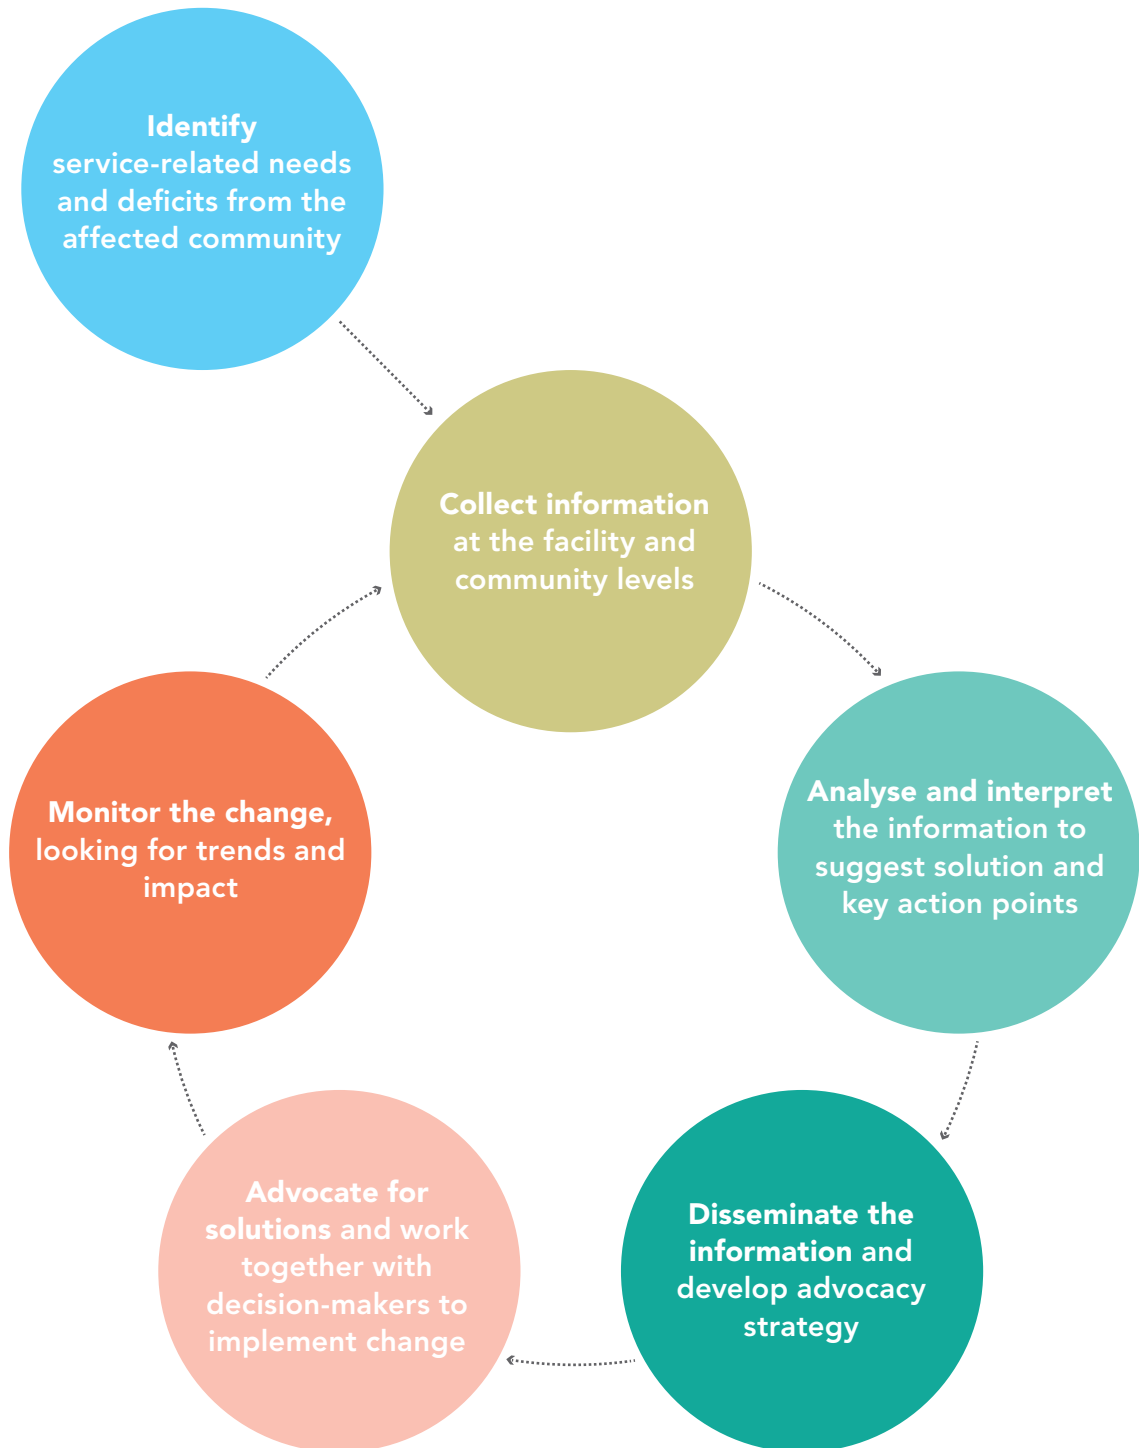 Identify
service-related needs
and deficits from the
affected community
Collect information
at the facility and
community levels
Analyse and interpret
the information to
suggest solution and
key action points
Disseminate the
information and
develop advocacy
strategy
Advocate for
solutions and work
together with
decision-makers to
implement change
Monitor the change,
looking for trends and
impact